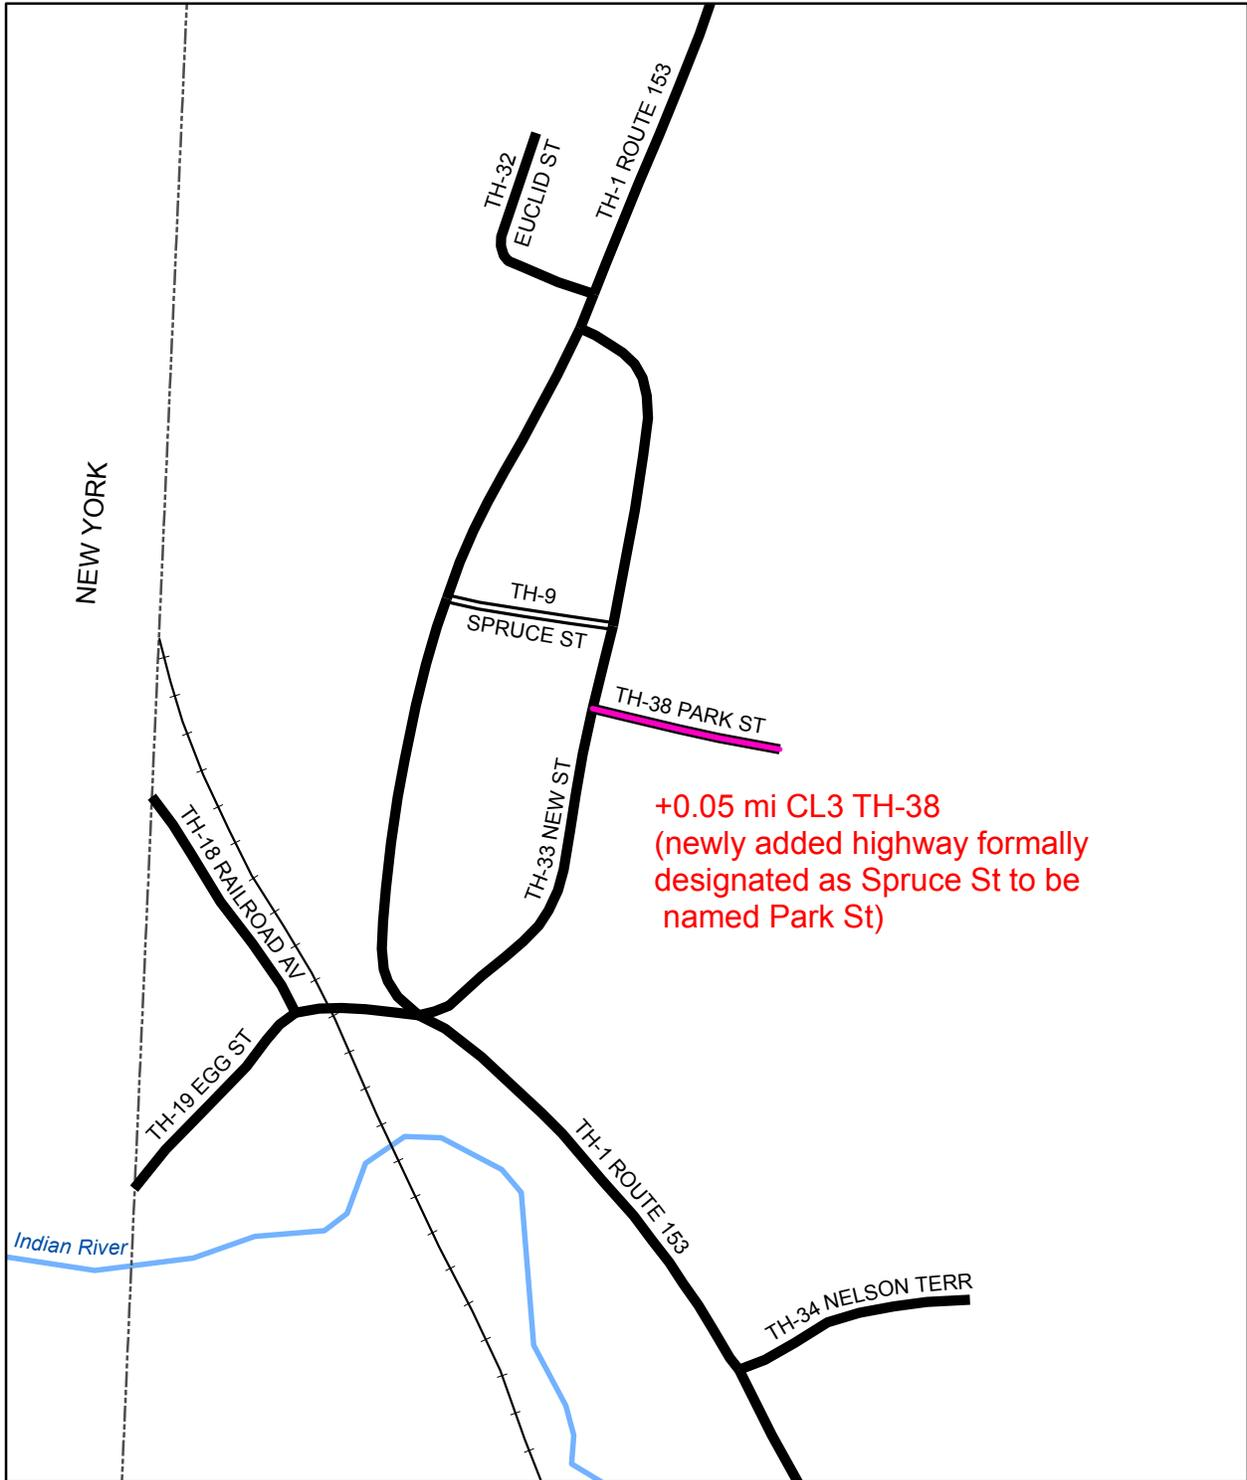 TH-1 ROUTE 153
TH-32
EUCLID ST
NEW YORK
TH-9
SPRUCE ST
TH-38 PARK ST
TH-33 NEW ST
+0.05 mi CL3 TH-38
(newly added highway formally
designated as Spruce St to be
named Park St)
TH-18 RAILROAD AV
TH-19 EGG ST
TH-1 ROUTE 153
Indian River
TH-34 NELSON TERR